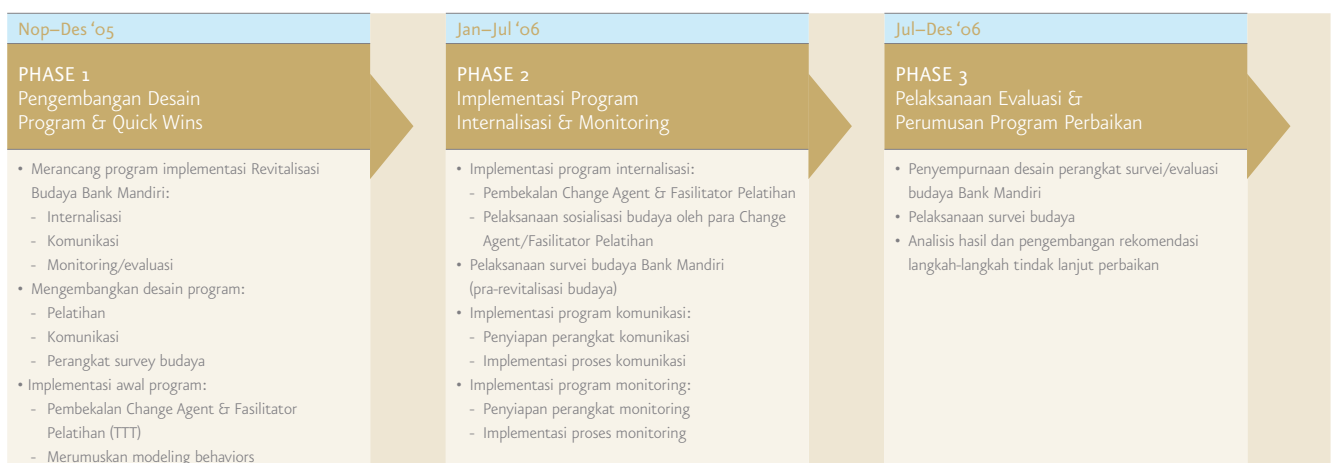 Nop–Des ‘05
PHASE 1
Pengembangan Desain
Program & Quick Wins
• Merancang program implementasi Revitalisasi
Budaya Bank Mandiri:
- Internalisasi
- Komunikasi
- Monitoring/evaluasi
• Mengembangkan desain program:
- Pelatihan
- Komunikasi
- Perangkat survey budaya
• Implementasi awal program:
- Pembekalan Change Agent & Fasilitator
Pelatihan (TTT)
- Merumuskan modeling behaviors
Jan–Jul ‘06
PHASE 2
Implementasi Program
Internalisasi & Monitoring
• Implementasi program internalisasi:
- Pembekalan Change Agent & Fasilitator Pelatihan
- Pelaksanaan sosialisasi budaya oleh para Change
Agent/Fasilitator Pelatihan
• Pelaksanaan survei budaya Bank Mandiri
(pra-revitalisasi budaya)
• Implementasi program komunikasi:
- Penyiapan perangkat komunikasi
- Implementasi proses komunikasi
• Implementasi program monitoring:
- Penyiapan perangkat monitoring
- Implementasi proses monitoring
Jul–Des ‘06
PHASE 3
Pelaksanaan Evaluasi &
Perumusan Program Perbaikan
• Penyempurnaan desain perangkat survei/evaluasi
budaya Bank Mandiri
• Pelaksanaan survei budaya
• Analisis hasil dan pengembangan rekomendasi
langkah-langkah tindak lanjut perbaikan